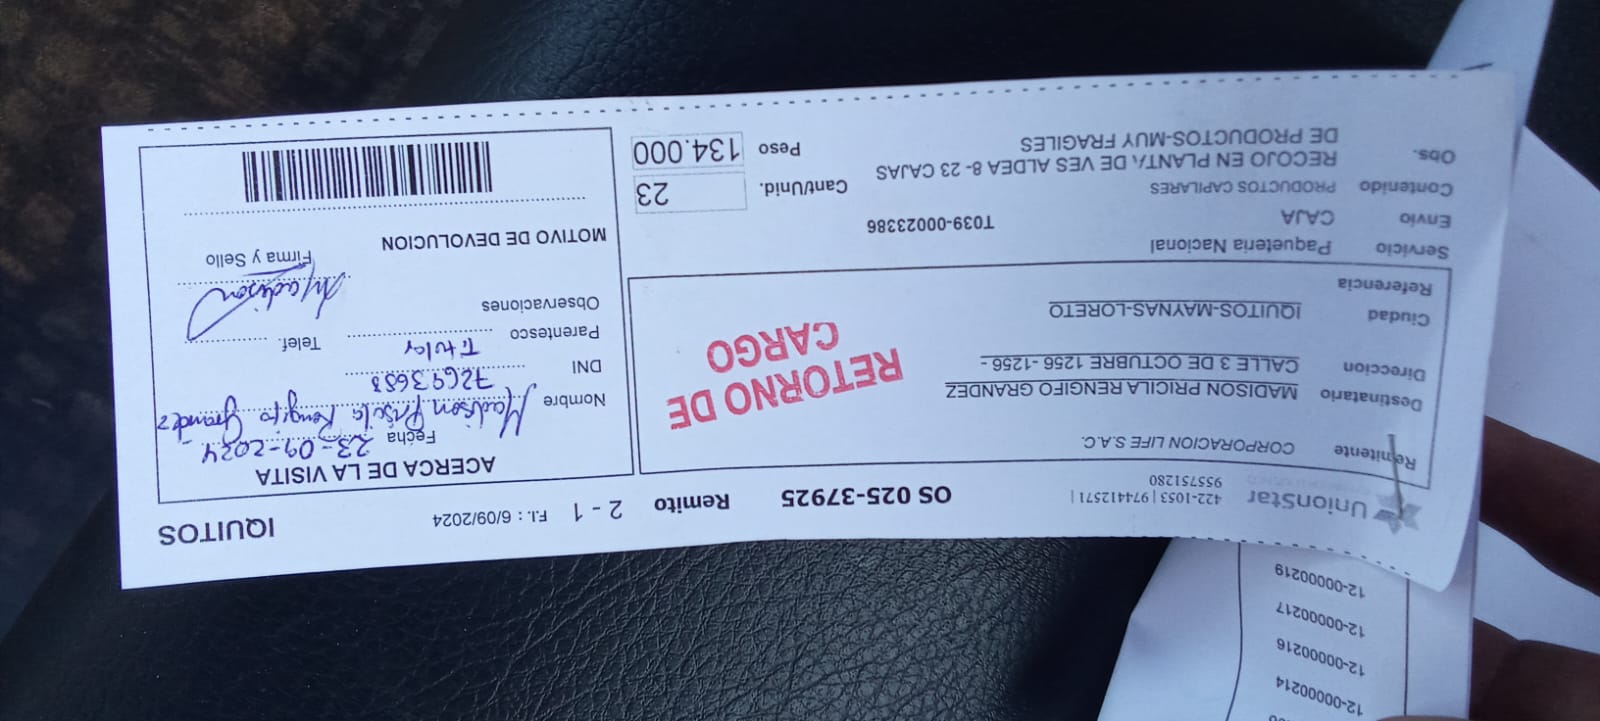 UnionStar
422-1053 | 974412571 |
955751280
OS 025-37925
Remito 2 - 1
F.I. : 6/09/2024
IQUITOS
Remitente CORPORACION LIFE S.A.C.
Destinatario MADISON PRICILA RENGIFO GRANDEZ
Direccion CALLE 3 DE OCTUBRE 1256 -1256 -
Ciudad IQUITOS-MAYNAS-LORETO
Referencia
RETORNO DE
CARGO
Servicio Paqueteria Nacional
Envio CAJA T039-00023386
Contenido PRODUCTOS CAPILARES
Cant/Unid. 23
Obs. RECOJO EN PLANTA, DE VES ALDEA 8- 23 CAJAS
DE PRODUCTOS-MUY FRAGILES
Peso 134.000
ACERCA DE LA VISITA
Fecha 23-09-2024
Nombre Madison Prisila Rengifo Grandez
DNI 72693683
Parentesco Titular Telef.
Observaciones
Madison
Firma y Sello
MOTIVO DE DEVOLUCION
12-00000214
12-00000216
12-00000217
12-00000219